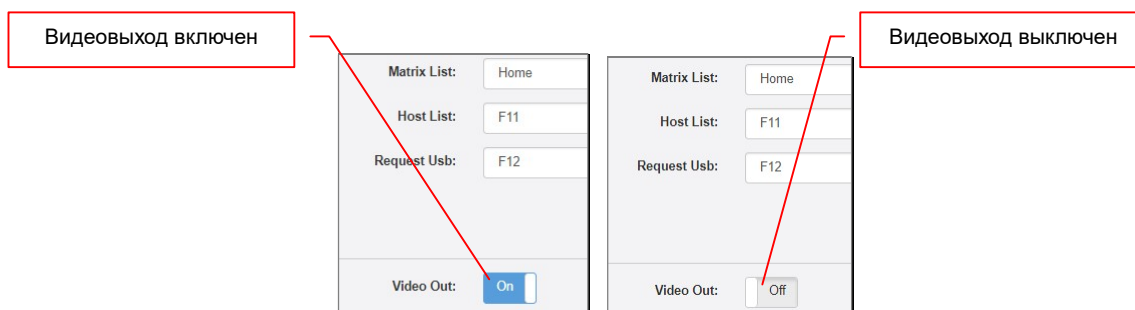 Видеовыход включен
Видеовыход выключен
Matrix List: Home
Host List: F11
Request Usb: F12
Video Out: On
Matrix List: Home
Host List: F11
Request Usb: F12
Video Out: Off